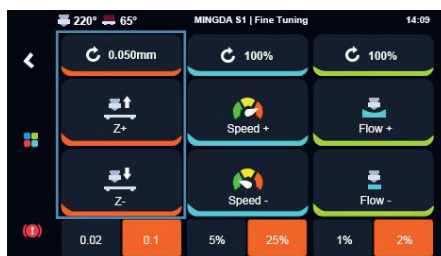 220° 65° MINGDA S1 | Fine Tuning 14:09
0.050mm 100% 100%
Z+ Speed + Flow +
Z- Speed - Flow -
0.02 0.1 5% 25% 1% 2%